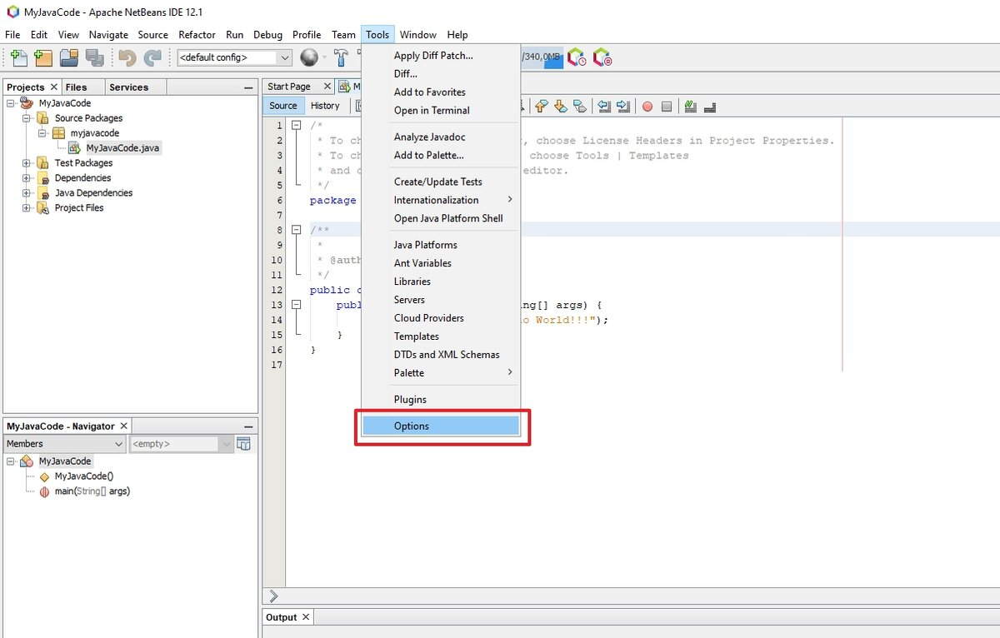 MyJavaCode - Apache NetBeans IDE 12.1
File Edit View Navigate Source Refactor Run Debug Profile Team Tools Window Help
<default config>
/340,0MB
Projects Files Services
MyJavaCode
Source Packages
myjavacode
MyJavaCode.java
Test Packages
Dependencies
Java Dependencies
Project Files
MyJavaCode - Navigator
Members <empty>
MyJavaCode
MyJavaCode()
main(String[] args)
Apply Diff Patch...
Diff...
Add to Favorites
Open in Terminal
Analyze Javadoc
Add to Palette...
Create/Update Tests
Internationalization
Open Java Platform Shell
Java Platforms
Ant Variables
Libraries
Servers
Cloud Providers
Templates
DTDs and XML Schemas
Palette
Plugins
Options
Start Page M
Source History
1 /*
2 * To ch , choose License Headers in Project Properties.
3 * To ch choose Tools | Templates
4 * and editor.
5 */
6 package
7
8 /**
9 *
10 * @auth
11 */
12 public
13 publ ng[] args) {
14 o World!!!");
15 }
16 }
17
Output